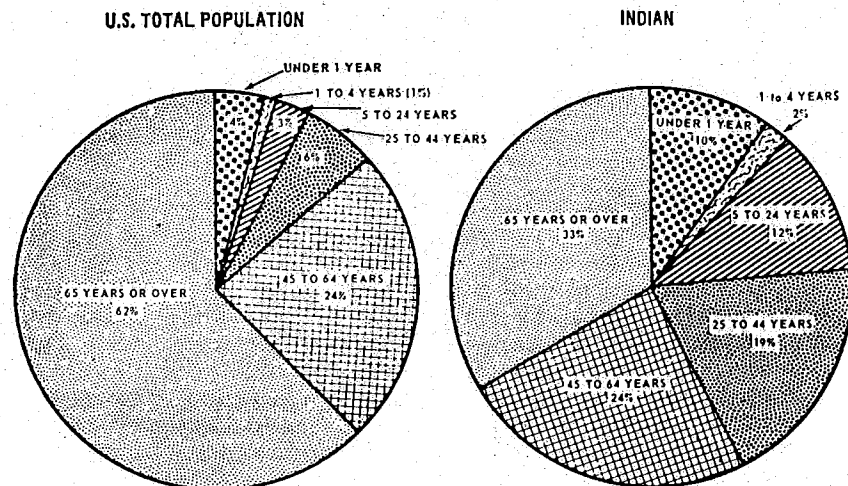 U.S. TOTAL POPULATION
UNDER 1 YEAR
4%
1 TO 4 YEARS (1%)
3%
5 TO 24 YEARS
25 TO 44 YEARS
6%
45 TO 64 YEARS
24%
65 YEARS OR OVER
62%
INDIAN
UNDER 1 YEAR
10%
1 to 4 YEARS
2%
5 TO 24 YEARS
12%
25 TO 44 YEARS
19%
45 TO 64 YEARS
24%
65 YEARS OR OVER
33%